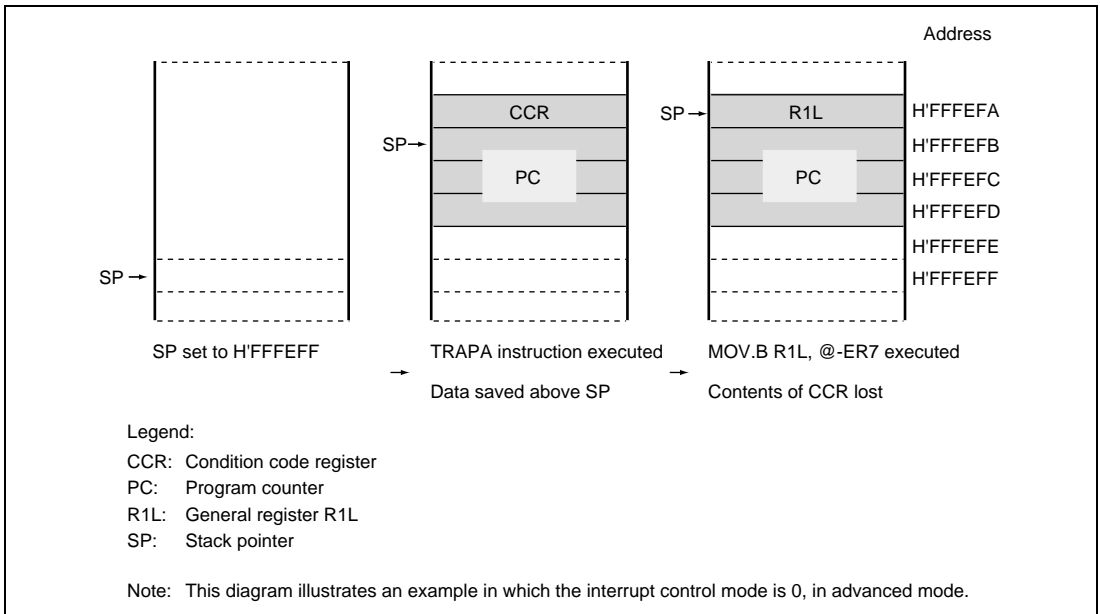 Address
CCR
SP
R1L
H'FFFEFA
SP
H'FFFEFB
PC
PC
H'FFFEFC
H'FFFEFD
H'FFFEFE
SP
H'FFFEFF
SP set to H'FFFEFF
TRAPA instruction executed
MOV.B R1L, @-ER7 executed
Data saved above SP
Contents of CCR lost
Legend:
CCR: Condition code register
PC: Program counter
R1L: General register R1L
SP: Stack pointer
Note: This diagram illustrates an example in which the interrupt control mode is 0, in advanced mode.